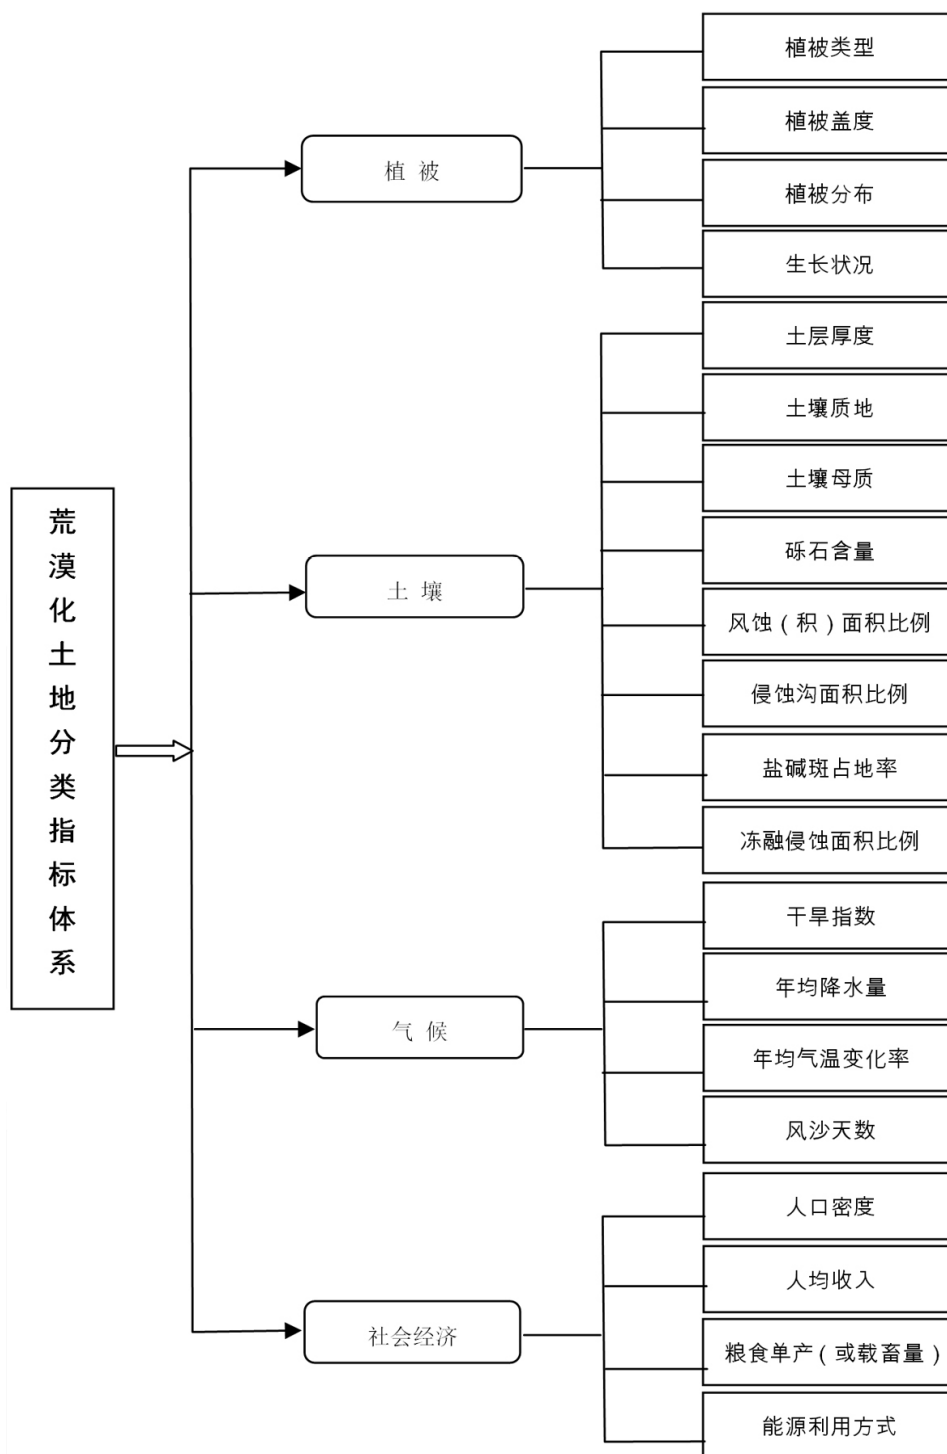 荒漠化土地分类指标体系
植 被
植被类型
植被盖度
植被分布
生长状况
土 壤
土层厚度
土壤质地
土壤母质
砾石含量
风蚀（积）面积比例
侵蚀沟面积比例
盐碱斑占地率
冻融侵蚀面积比例
气 候
干旱指数
年均降水量
年均气温变化率
风沙天数
社会经济
人口密度
人均收入
粮食单产（或载畜量）
能源利用方式